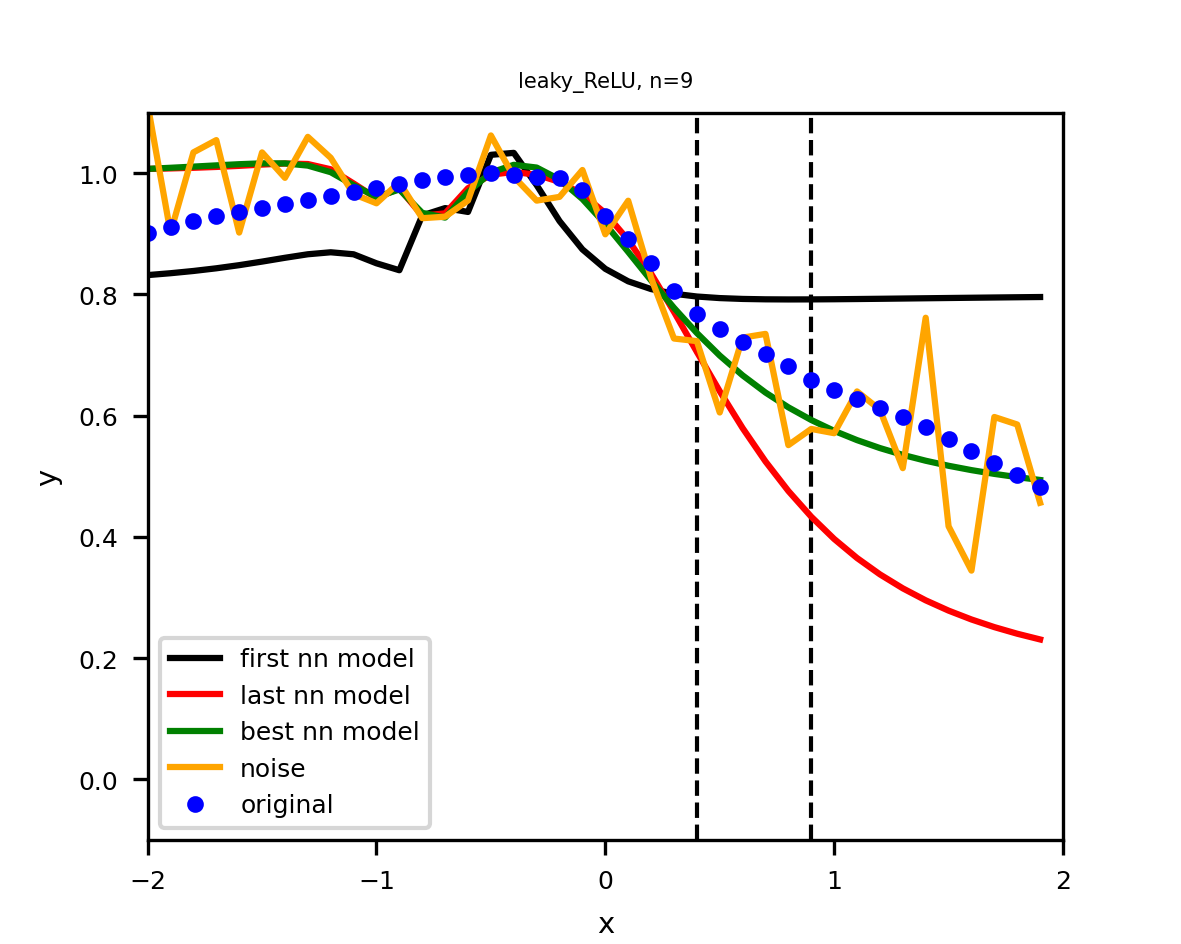 leaky_ReLU, n=9
1.0
0.8
0.6
0.4
0.2
0.0
y
first nn model
last nn model
best nn model
noise
original
−2
−1
0
1
2
x